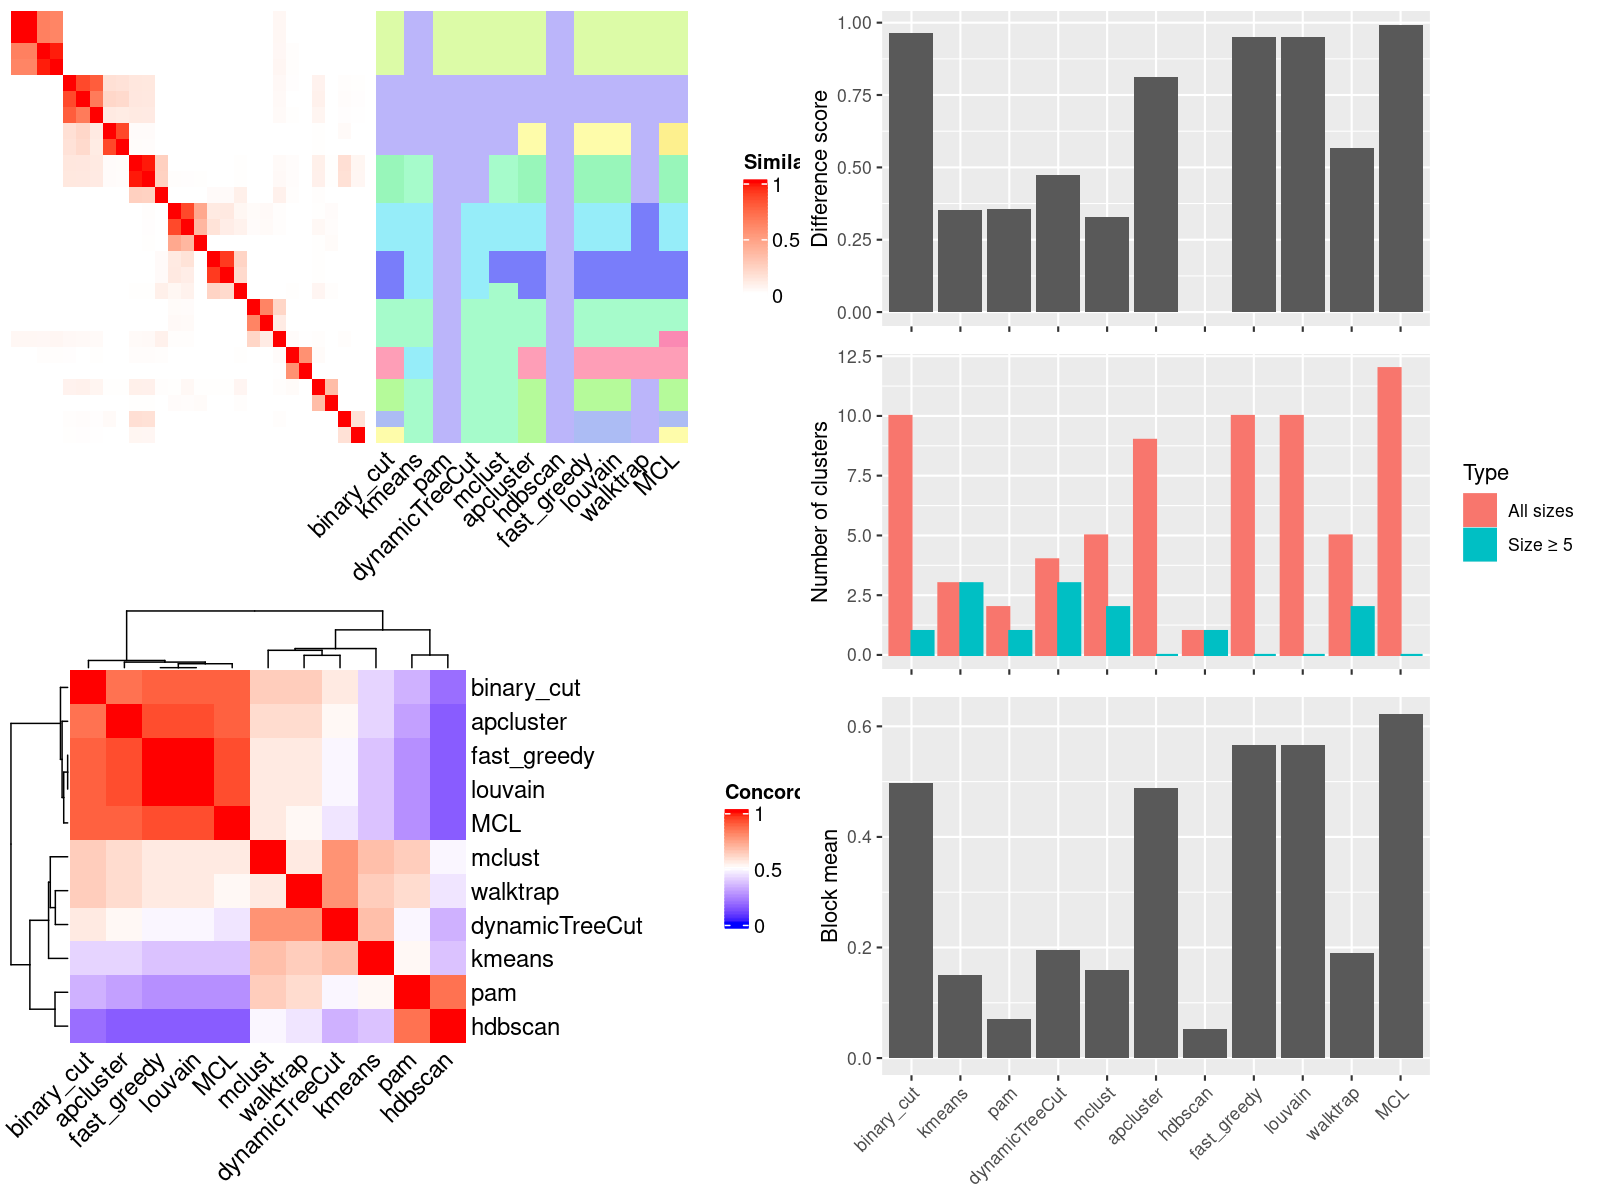 Simila
1
0.5
0
binary_cut
kmeans
pam
dynamicTreeCut
mclust
apcluster
hdbscan
fast_greedy
louvain
walktrap
MCL
binary_cut
apcluster
fast_greedy
louvain
MCL
mclust
walktrap
dynamicTreeCut
kmeans
pam
hdbscan
binary_cut
apcluster
fast_greedy
louvain
MCL
mclust
walktrap
dynamicTreeCut
kmeans
pam
hdbscan
Concord
1
0.5
0
Difference score
1.00
0.75
0.50
0.25
0.00
Number of clusters
12.5
10.0
7.5
5.0
2.5
0.0
Type
All sizes
Size ≥ 5
Block mean
0.6
0.4
0.2
0.0
binary_cut
kmeans
pam
dynamicTreeCut
mclust
apcluster
hdbscan
fast_greedy
louvain
walktrap
MCL